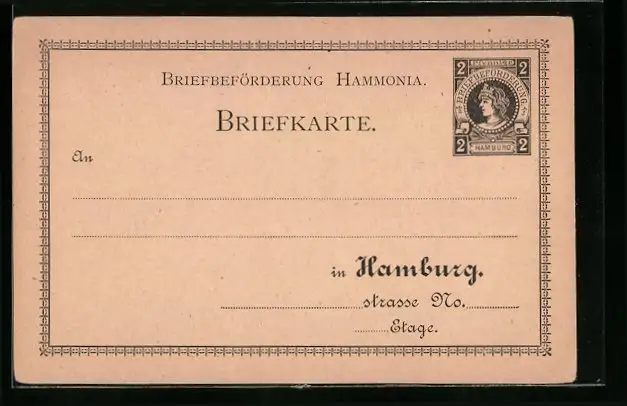 BRIEFBEFÖRDERUNG HAMMONIA.
BRIEFKARTE.
2 2
BRIEFBEFÖRDERUNG
2 HAMBURG 2
An
in Hamburg.
strasse No.
Etage.